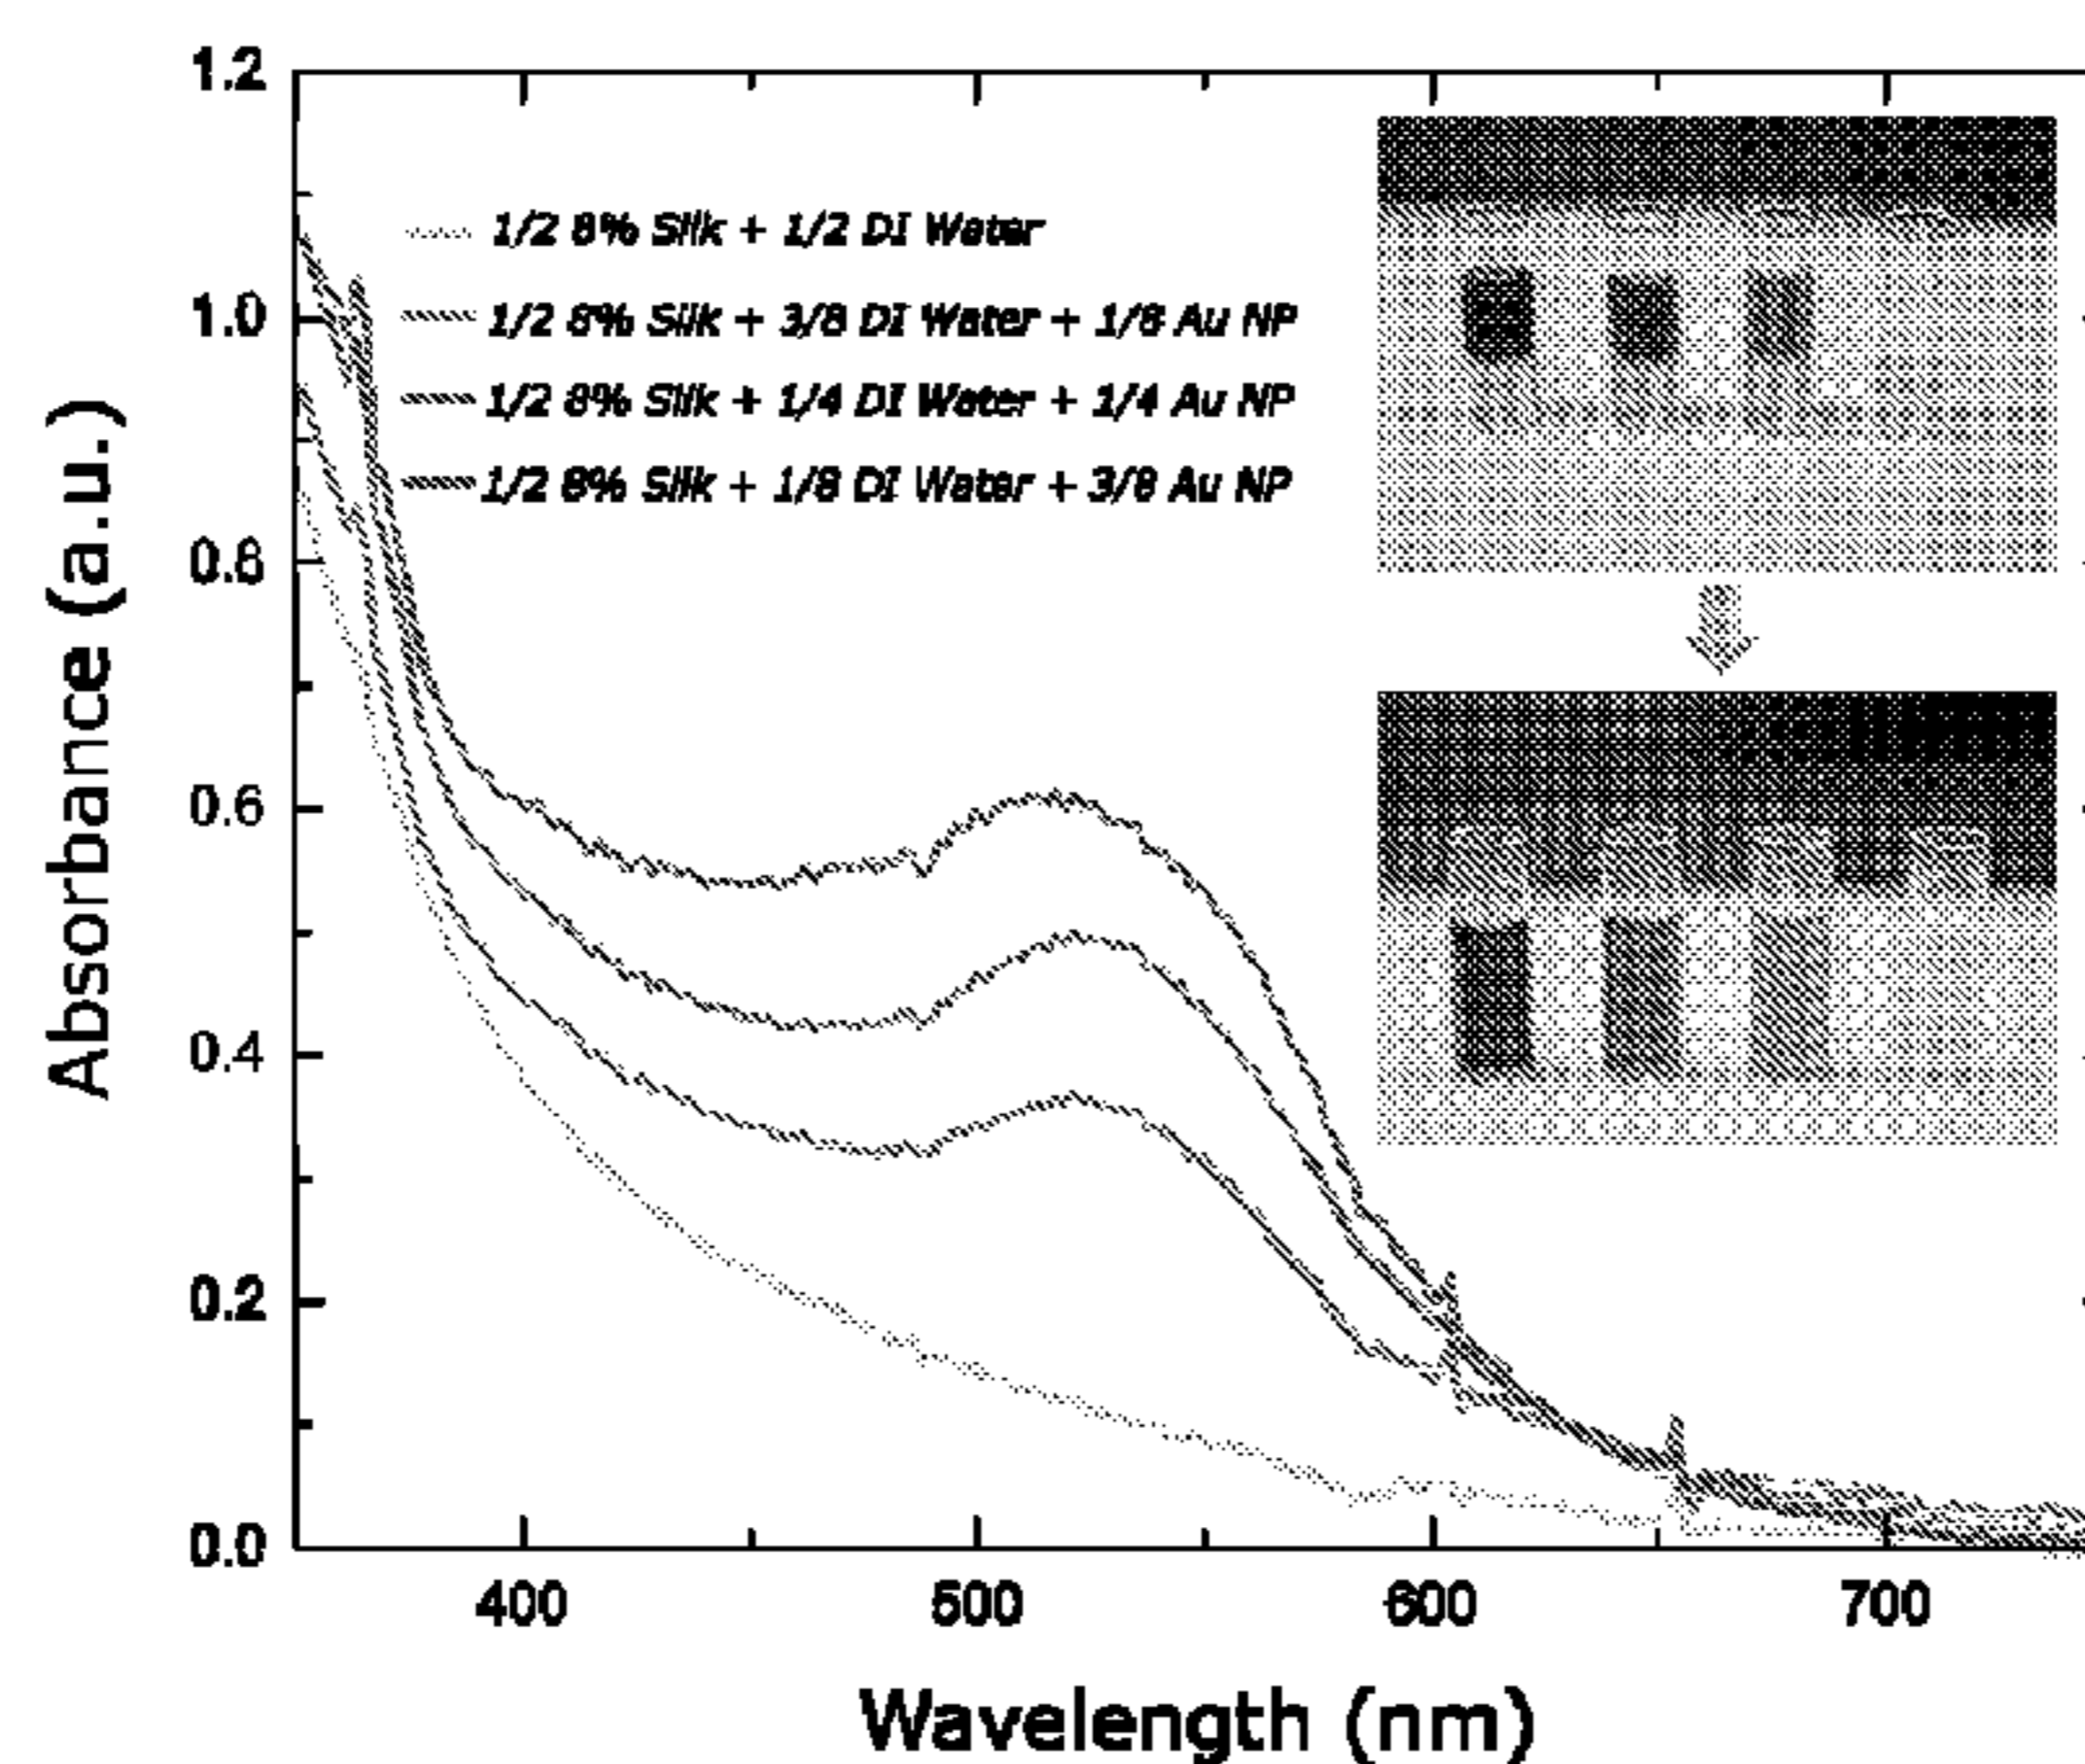 Absorbance (a.u.)
1.2
1.0
0.8
0.6
0.4
0.2
0.0
1/2 8% Silk + 1/2 DI Water
1/2 8% Silk + 3/8 DI Water + 1/8 Au NP
1/2 8% Silk + 1/4 DI Water + 1/4 Au NP
1/2 8% Silk + 1/8 DI Water + 3/8 Au NP
400 500 600 700
Wavelength (nm)